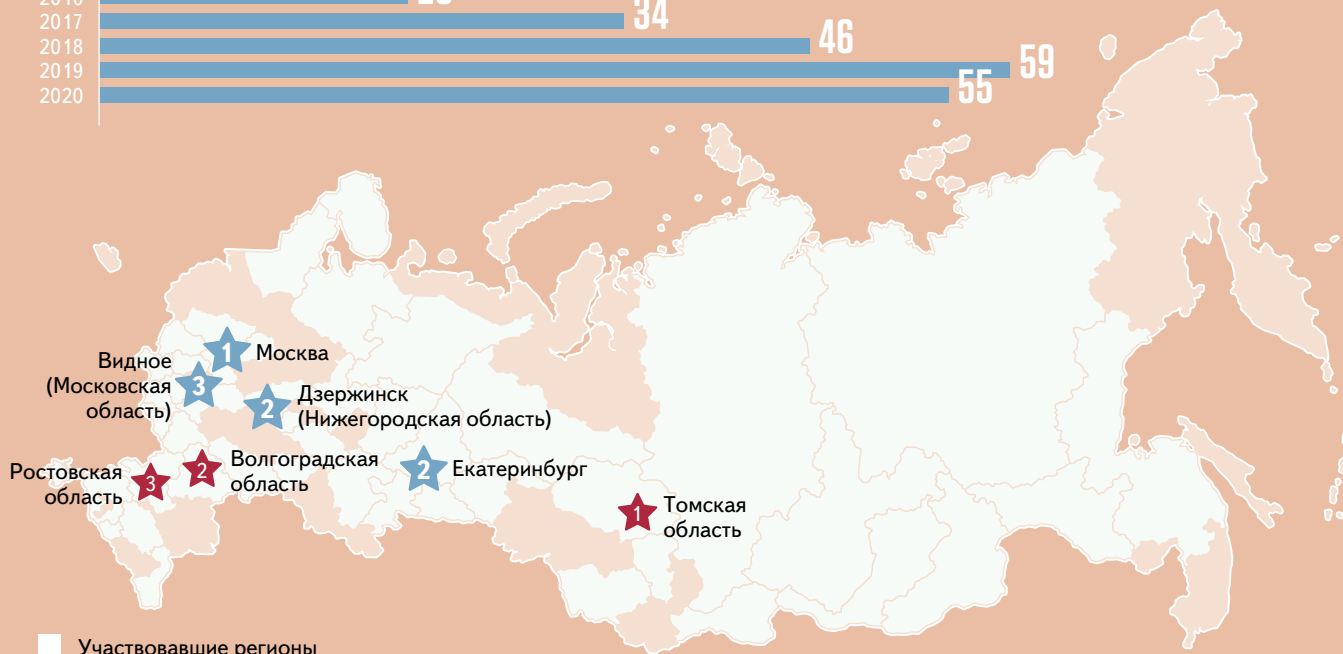 2017
34
2018
46
2019
59
2020
55
1
Москва
Видное
(Московская
область)
3
2
Дзержинск
(Нижегородская область)
Ростовская
область
3
2
Волгоградская
область
2
Екатеринбург
1
Томская
область
Участвовавшие регионы